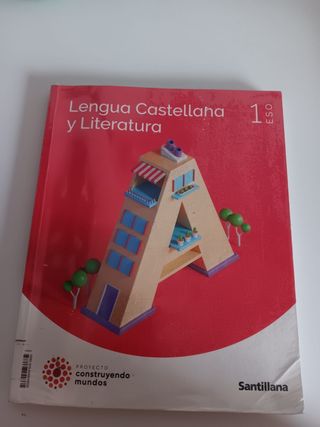 Lengua Castellana
y Literatura
1 ESO
PROYECTO
construyendo
mundos
Santillana